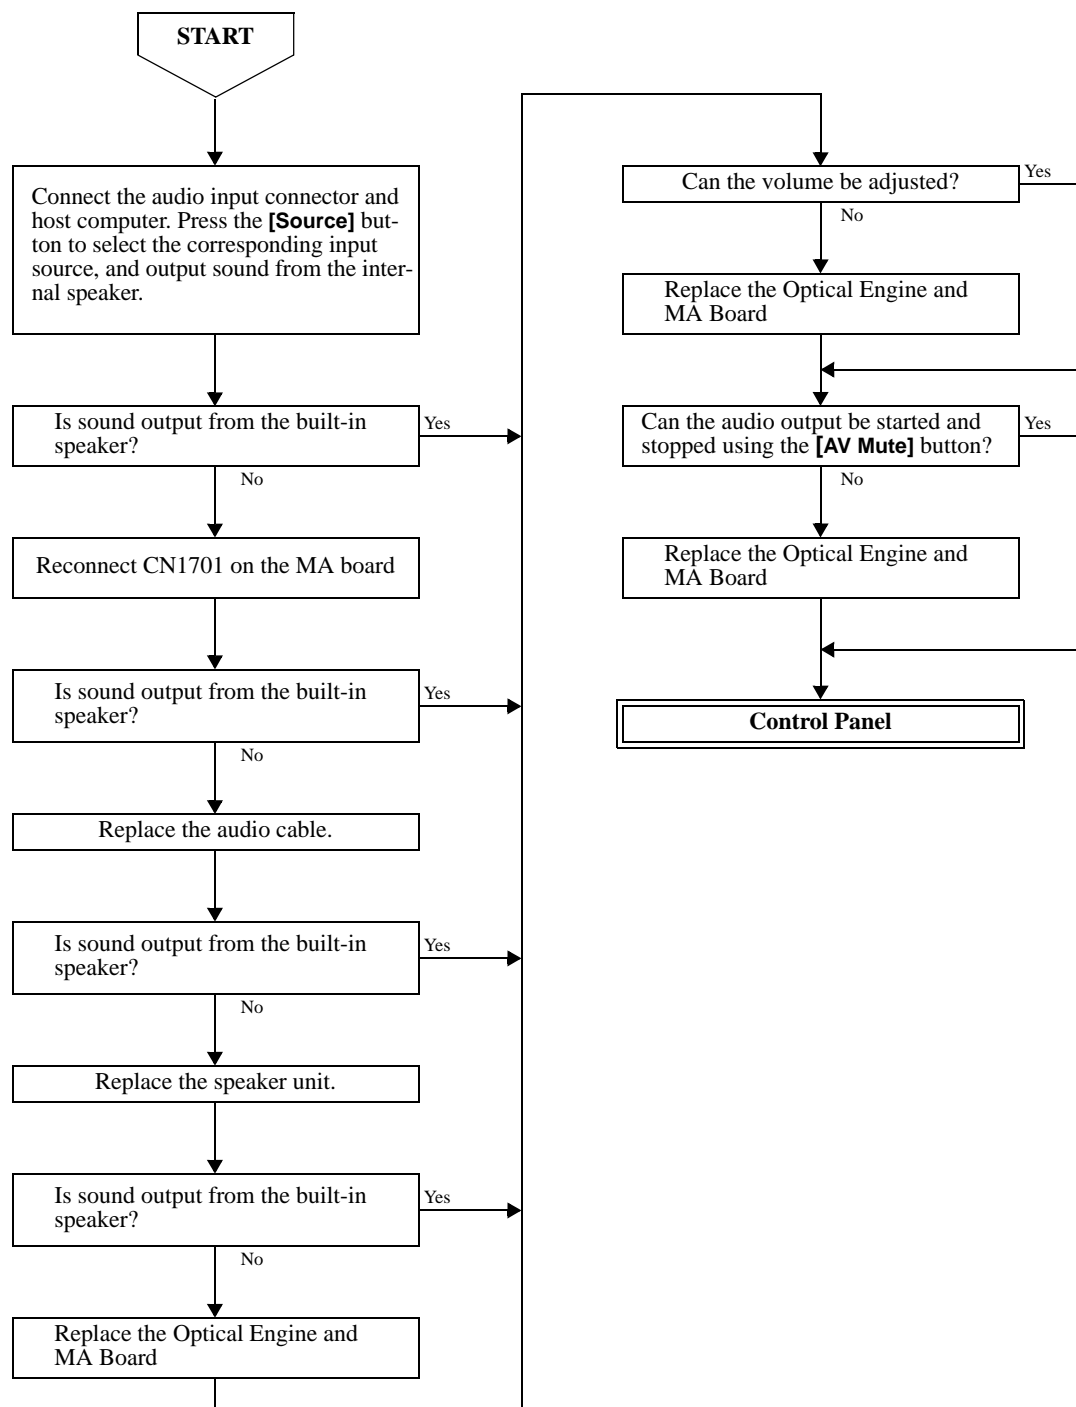 START
Connect the audio input connector and
host computer. Press the [Source] but-
ton to select the corresponding input
source, and output sound from the inter-
nal speaker.
Is sound output from the built-in
speaker?
Yes
No
Reconnect CN1701 on the MA board
Is sound output from the built-in
speaker?
Yes
No
Replace the audio cable.
Is sound output from the built-in
speaker?
Yes
No
Replace the speaker unit.
Is sound output from the built-in
speaker?
Yes
No
Replace the Optical Engine and
MA Board
Can the volume be adjusted?
Yes
No
Replace the Optical Engine and
MA Board
Can the audio output be started and
stopped using the [AV Mute] button?
Yes
No
Replace the Optical Engine and
MA Board
Control Panel